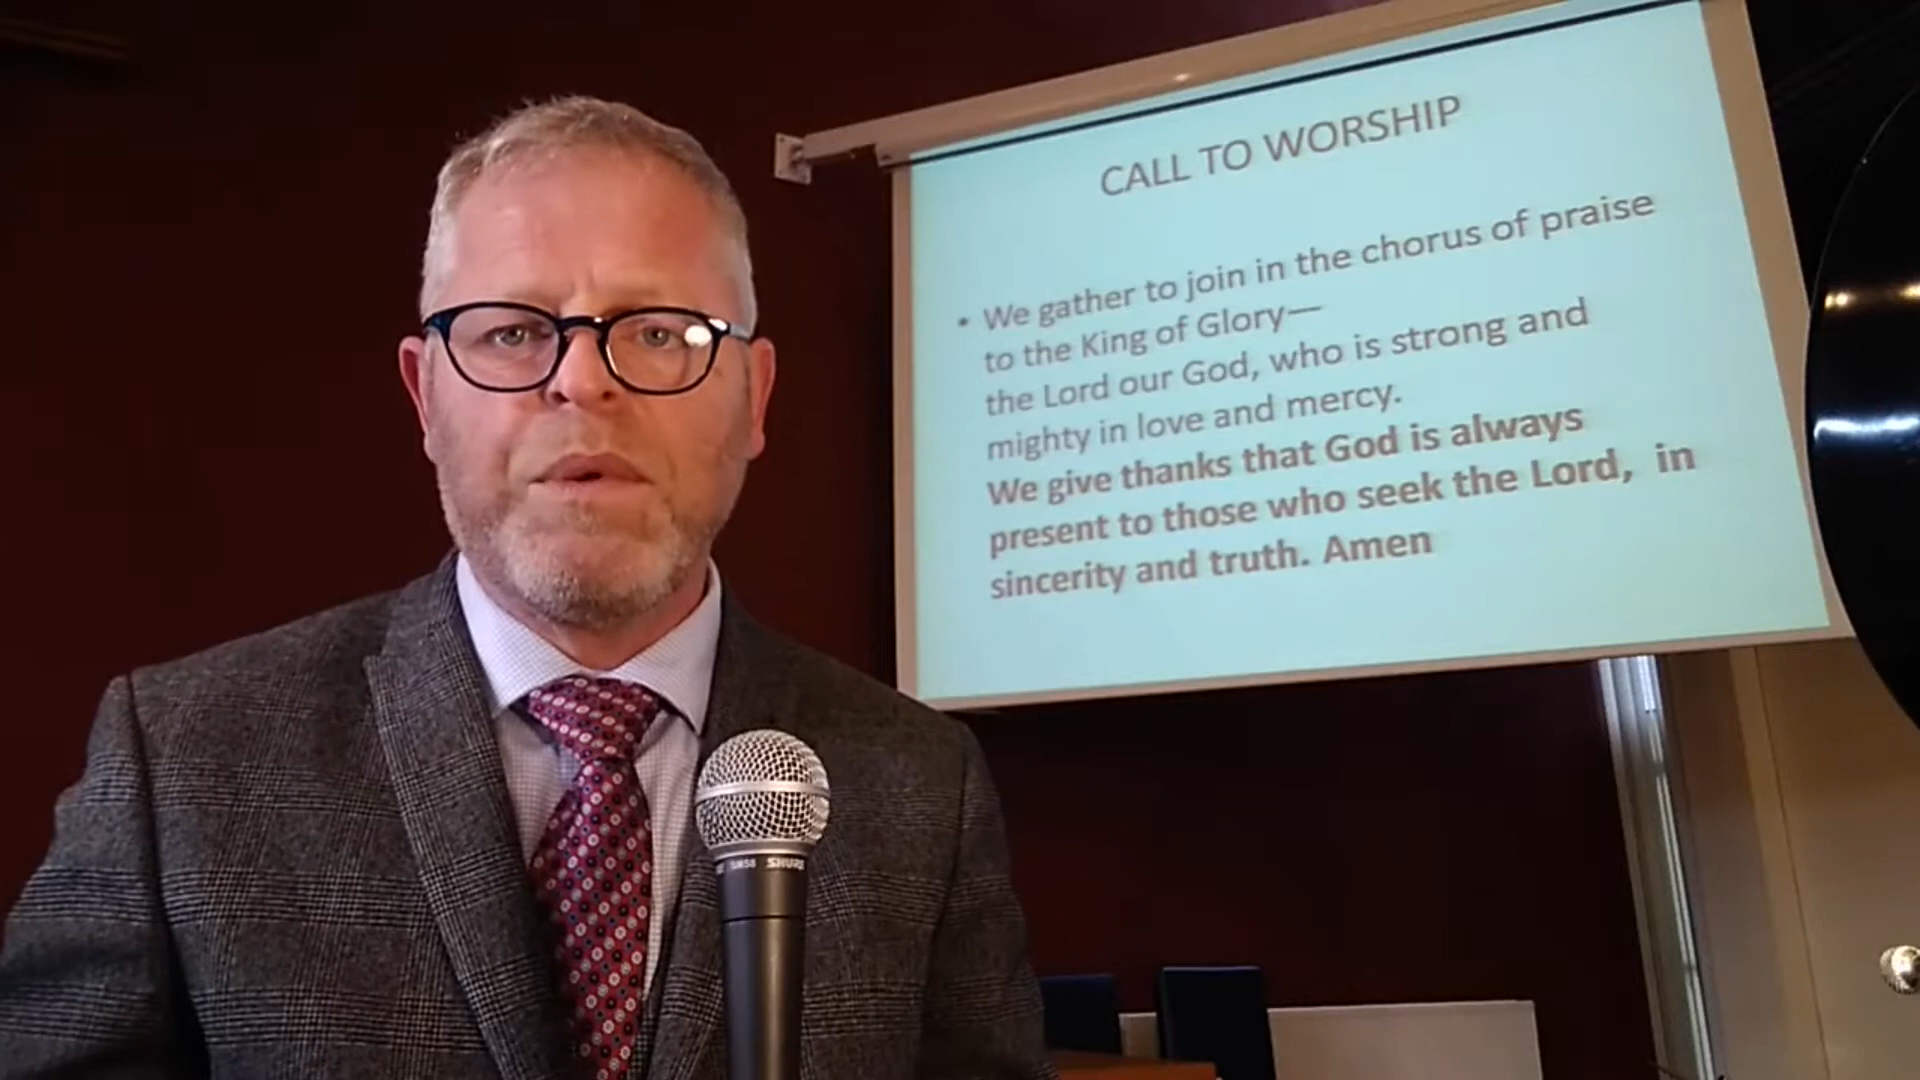 CALL TO WORSHIP
• We gather to join in the chorus of praise
to the King of Glory—
the Lord our God, who is strong and
mighty in love and mercy.
We give thanks that God is always
present to those who seek the Lord, in
sincerity and truth. Amen
SM58 SHURE